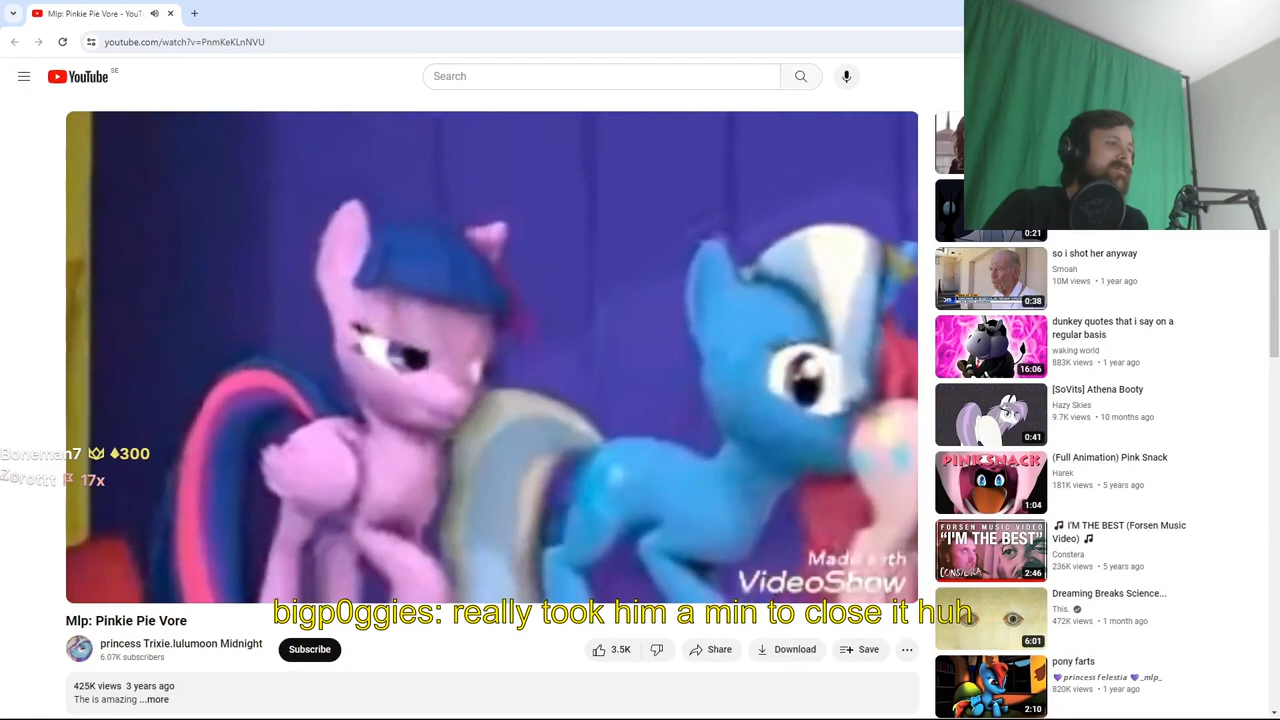 Mlp: Pinkie Pie Vore - YouT
youtube.com/watch?v=PnmKeKLnNVU
YouTube SE
Search
0:21
so i shot her anyway
Smoah
10M views • 1 year ago
0:38
dunkey quotes that i say on a
regular basis
waking world
883K views • 1 year ago
16:06
[SoVits] Athena Booty
Hazy Skies
9.7K views • 10 months ago
0:41
Boneman7 300
Zorottt 17x
PINK SNACK
(Full Animation) Pink Snack
Harek
181K views • 5 years ago
1:04
FORSEN MUSIC VIDEO
"I'M THE BEST"
CONSTERA
🎵 I'M THE BEST (Forsen Music
Video) 🎵
Constera
236K views • 5 years ago
2:46
Made with
VideoShow
bigp0ggies: really took him a min to close it huh
Dreaming Breaks Science...
This.
472K views • 1 month ago
6:01
Mlp: Pinkie Pie Vore
princess Trixie.lulumoon Midnight
6.07K subscribers
Subscribe
3.5K
Share
Download
Save
pony farts
💜 princess felestia 💜 _mlp_
820K views • 1 year ago
2:10
425K views 3 years ago
The is amazing ...more